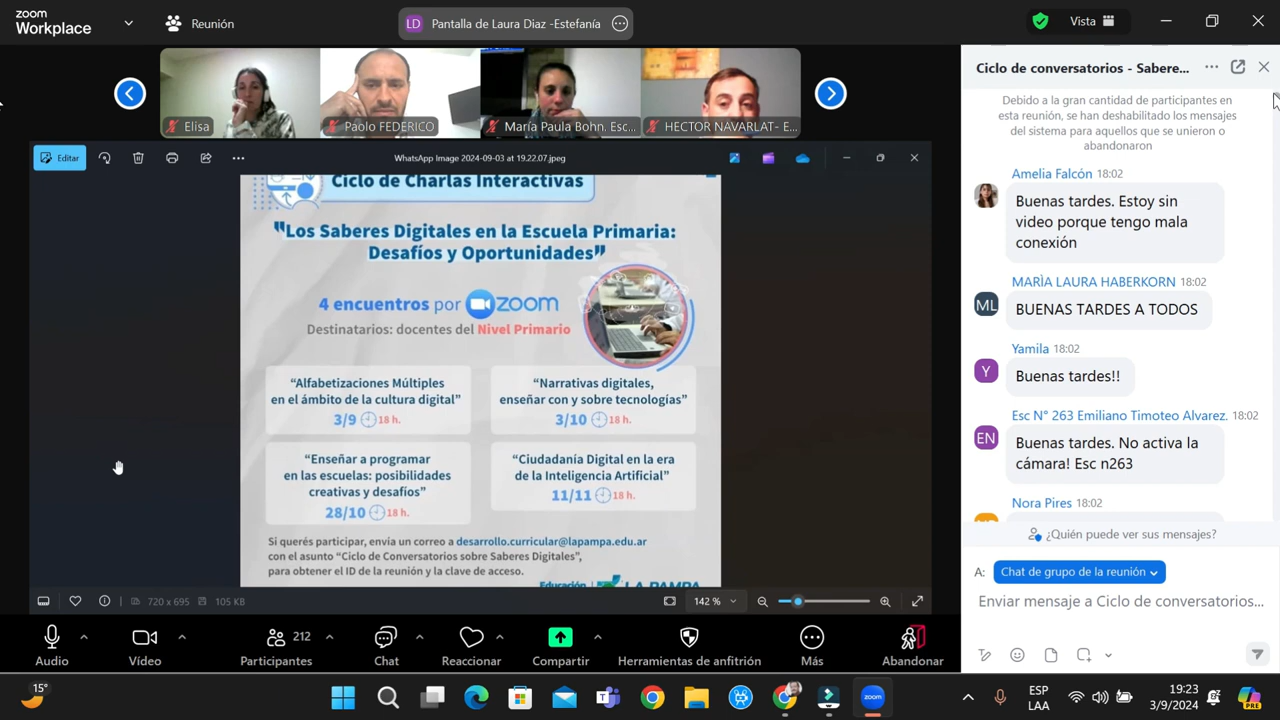 zoom
Workplace
Reunión
LD Pantalla de Laura Diaz -Estefanía
Vista
Elisa
Paolo FEDERICO
María Paula Bohn. Esc...
HECTOR NAVARLAT- E...
Editar
WhatsApp Image 2024-09-03 at 19.22.07.jpeg
Ciclo de Charlas Interactivas
"Los Saberes Digitales en la Escuela Primaria:
Desafíos y Oportunidades"
4 encuentros por zoom
Destinatarios: docentes del Nivel Primario
“Alfabetizaciones Múltiples
en el ámbito de la cultura digital”
3/9 18 h.
“Narrativas digitales,
enseñar con y sobre tecnologías”
3/10 18 h.
“Enseñar a programar
en las escuelas: posibilidades
creativas y desafíos”
28/10 18 h.
“Ciudadanía Digital en la era
de la Inteligencia Artificial”
11/11 18 h.
Si querés participar, envia un correo a desarrollo.curricular@lapampa.edu.ar
con el asunto “Ciclo de Conversatorios sobre Saberes Digitales”,
para obtener el ID de la reunión y la clave de acceso.
Educación LA PAMPA
720 x 695 105 KB
142 %
Ciclo de conversatorios - Sabere...
Debido a la gran cantidad de participantes en
esta reunión, se han deshabilitado los mensajes
del sistema para aquellos que se unieron o
abandonaron
Amelia Falcón 18:02
Buenas tardes. Estoy sin
video porque tengo mala
conexión
MARÌA LAURA HABERKORN 18:02
ML
BUENAS TARDES A TODOS
Yamila 18:02
Y
Buenas tardes!!
Esc N° 263 Emiliano Timoteo Alvarez. 18:02
EN
Buenas tardes. No activa la
cámara! Esc n263
Nora Pires 18:02
¿Quién puede ver sus mensajes?
A: Chat de grupo de la reunión
Enviar mensaje a Ciclo de conversatorios...
212
Audio
Vídeo
Participantes
Chat
Reaccionar
Compartir
Herramientas de anfitrión
Más
Abandonar
15°
zoom
ESP
LAA
19:23
3/9/2024
PRE